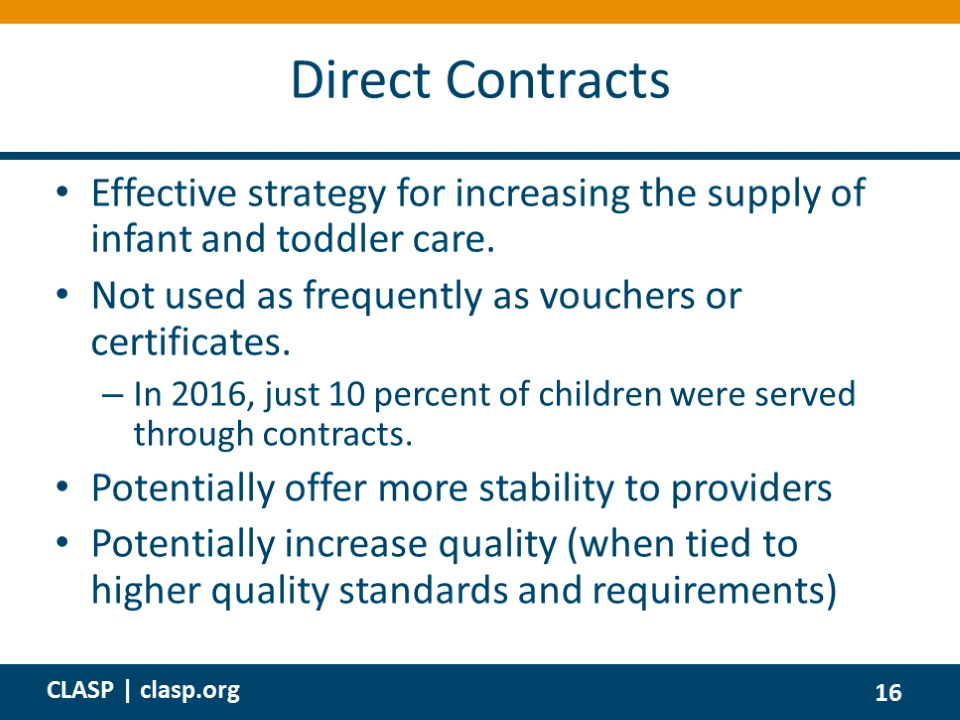 Direct Contracts
• Effective strategy for increasing the supply of
infant and toddler care.
• Not used as frequently as vouchers or
certificates.
– In 2016, just 10 percent of children were served
through contracts.
• Potentially offer more stability to providers
• Potentially increase quality (when tied to
higher quality standards and requirements)
CLASP | clasp.org
16